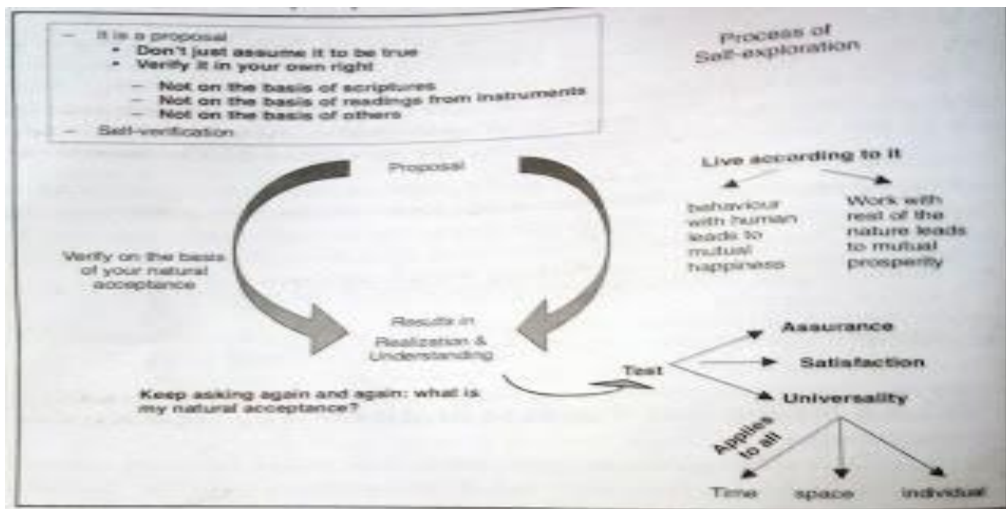 – It is a proposal
• Don't just assume it to be true
• Verify it in your own right
– Not on the basis of scriptures
– Not on the basis of readings from instruments
– Not on the basis of others
– Self-verification
Process of
Self-exploration
Proposal
Live according to it
behaviour
with human
leads to
mutual
happiness
Work with
rest of the
nature leads
to mutual
prosperity
Verify on the basis
of your natural
acceptance
Results in
Realization &
Understanding
Keep asking again and again: what is
my natural acceptance?
Test
Assurance
Satisfaction
Universality
Applies
to all
Time space individual